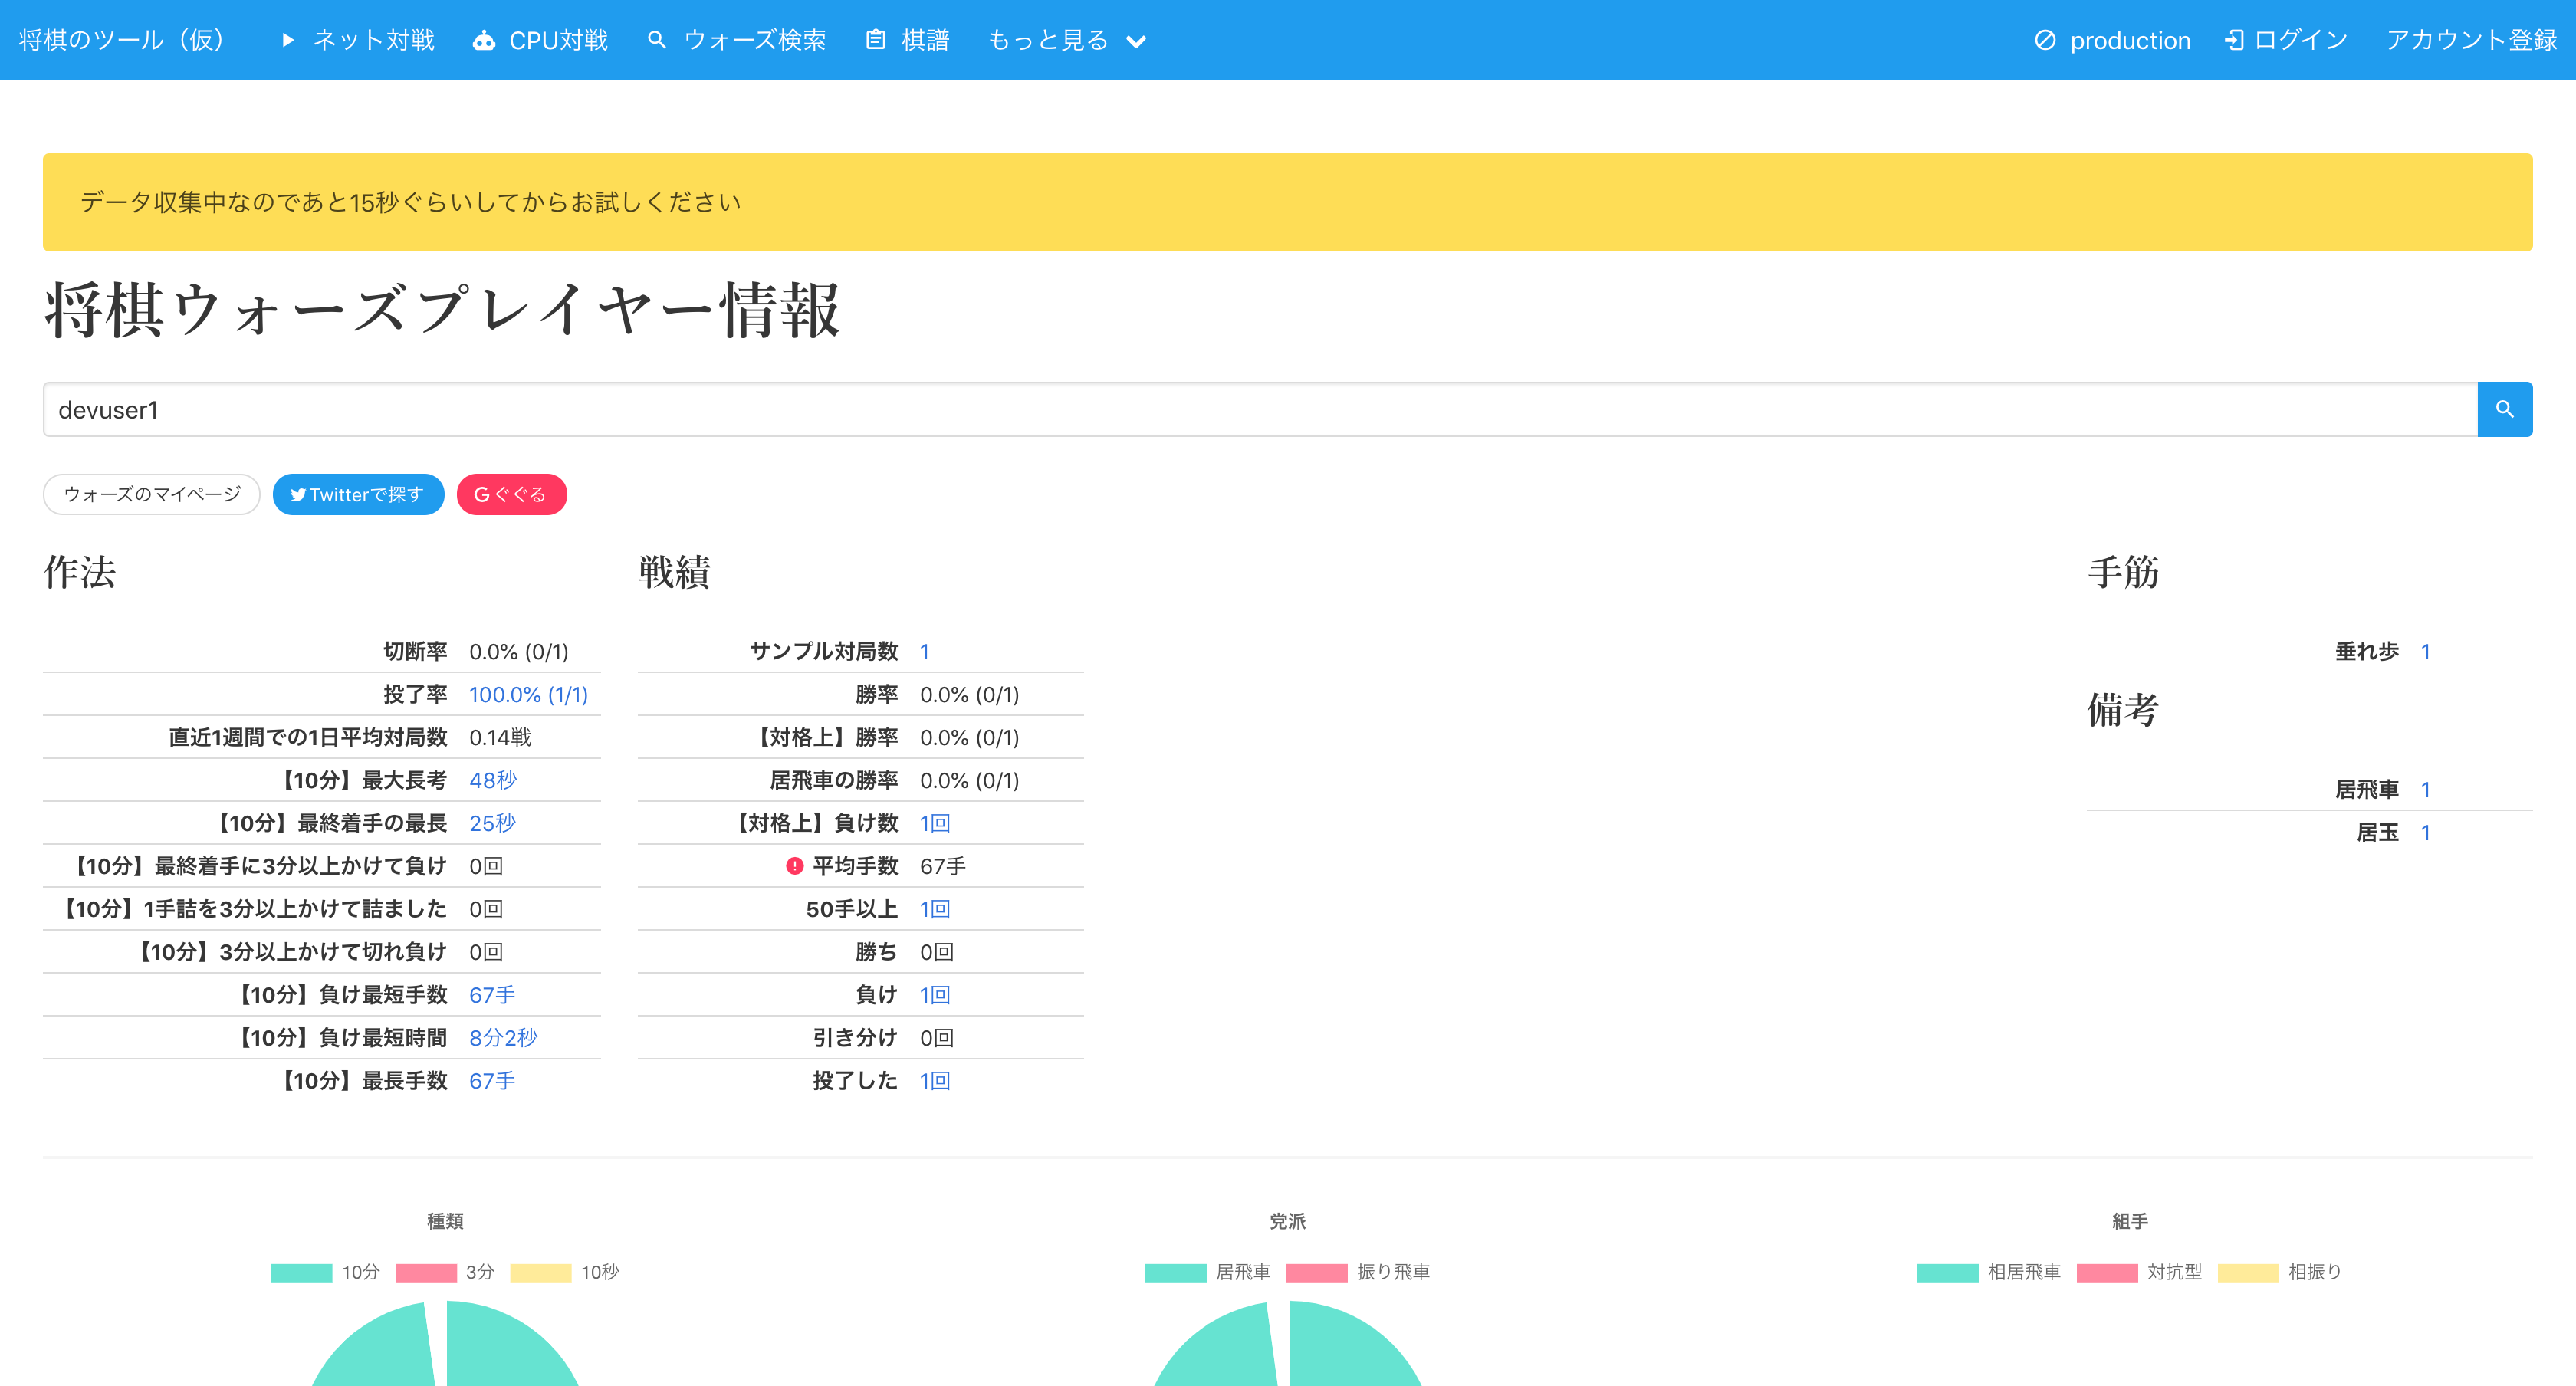 将棋のツール（仮） ネット対戦 CPU対戦 ウォーズ検索 棋譜 もっと見る production ログイン アカウント登録
データ収集中なのであと15秒ぐらいしてからお試しください
将棋ウォーズプレイヤー情報
devuser1
ウォーズのマイページ Twitterで探す ぐぐる
作法
切断率 0.0% (0/1)
投了率 100.0% (1/1)
直近1週間での1日平均対局数 0.14戦
【10分】最大長考 48秒
【10分】最終着手の最長 25秒
【10分】最終着手に3分以上かけて負け 0回
【10分】1手詰を3分以上かけて詰ました 0回
【10分】3分以上かけて切れ負け 0回
【10分】負け最短手数 67手
【10分】負け最短時間 8分2秒
【10分】最長手数 67手
戦績
サンプル対局数 1
勝率 0.0% (0/1)
【対格上】勝率 0.0% (0/1)
居飛車の勝率 0.0% (0/1)
【対格上】負け数 1回
平均手数 67手
50手以上 1回
勝ち 0回
負け 1回
引き分け 0回
投了した 1回
手筋
垂れ歩 1
備考
居飛車 1
居玉 1
種類
10分 3分 10秒
党派
居飛車 振り飛車
組手
相居飛車 対抗型 相振り